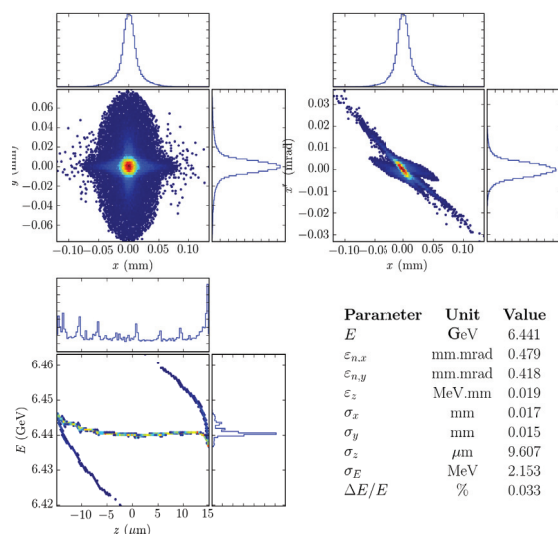 0.06
0.04
0.02
0.00
−0.02
−0.04
−0.06
−0.10 −0.05 0.00 0.05 0.10
x (mm)
0.03
0.02
0.01
0.00
−0.01
−0.02
−0.03
(mrad)
−0.10 −0.05 0.00 0.05 0.10
x (mm)
6.46
6.45
6.44
6.43
6.42
E (GeV)
−10 −5 0 5 10 15
z (μm)
Parameter Unit Value
E GeV 6.441
εn,x mm.mrad 0.479
εn,y mm.mrad 0.418
εz MeV.mm 0.019
σx mm 0.017
σy mm 0.015
σz μm 9.607
σE MeV 2.153
ΔE/E % 0.033